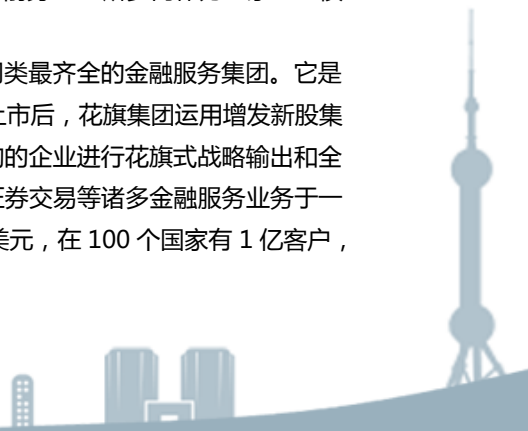 类最齐全的金融服务集团。它是
上市后，花旗集团运用增发新股集
的企业进行花旗式战略输出和全
证券交易等诸多金融服务业务于一
美元，在 100 个国家有 1 亿客户，